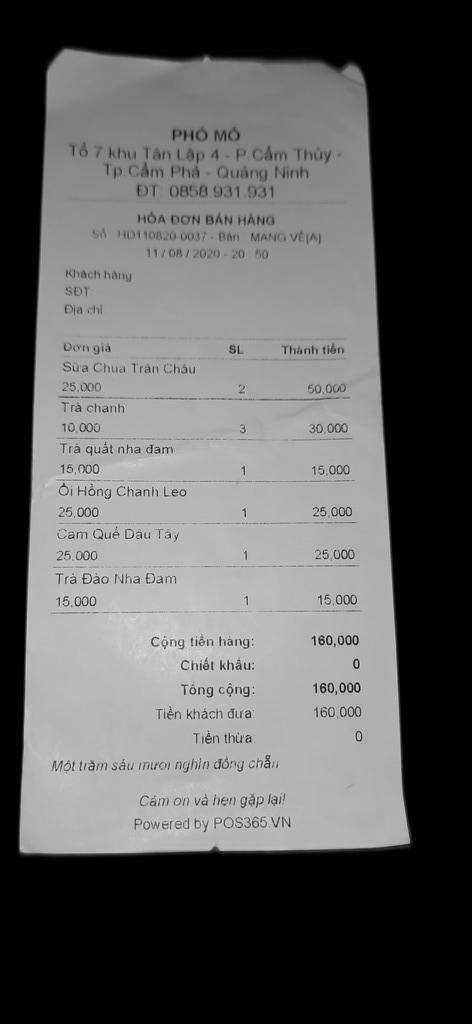 PHỐ MỎ
Tổ 7 khu Tân Lập 4 - P.Cẩm Thủy -
Tp.Cẩm Phả - Quảng Ninh
ĐT: 0858.931.931
HÓA ĐƠN BÁN HÀNG
Số: HD110820-0037 - Bàn: MANG VỀ[A]
11/08/2020 - 20:50
Khách hàng
SĐT:
Địa chỉ
Đơn giá SL Thành tiền
Sữa Chua Trân Châu
25,000 2 50,000
Trà chanh
10,000 3 30,000
Trà quất nha đam
15,000 1 15,000
Ổi Hồng Chanh Leo
25,000 1 25,000
Cam Quế Dâu Tây
25,000 1 25,000
Trà Đào Nha Đam
15,000 1 15,000
Cộng tiền hàng: 160,000
Chiết khấu: 0
Tổng cộng: 160,000
Tiền khách đưa: 160,000
Tiền thừa: 0
Một trăm sáu mươi nghìn đồng chẵn
Cảm ơn và hẹn gặp lại!
Powered by POS365.VN